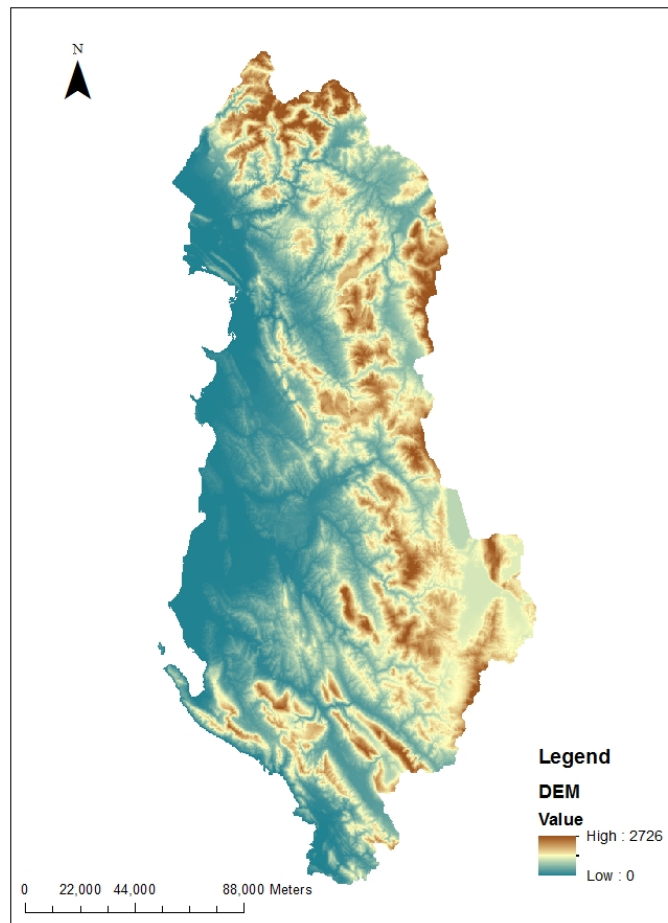 N
Legend
DEM
Value
High : 2726
Low : 0
0 22,000 44,000 88,000 Meters